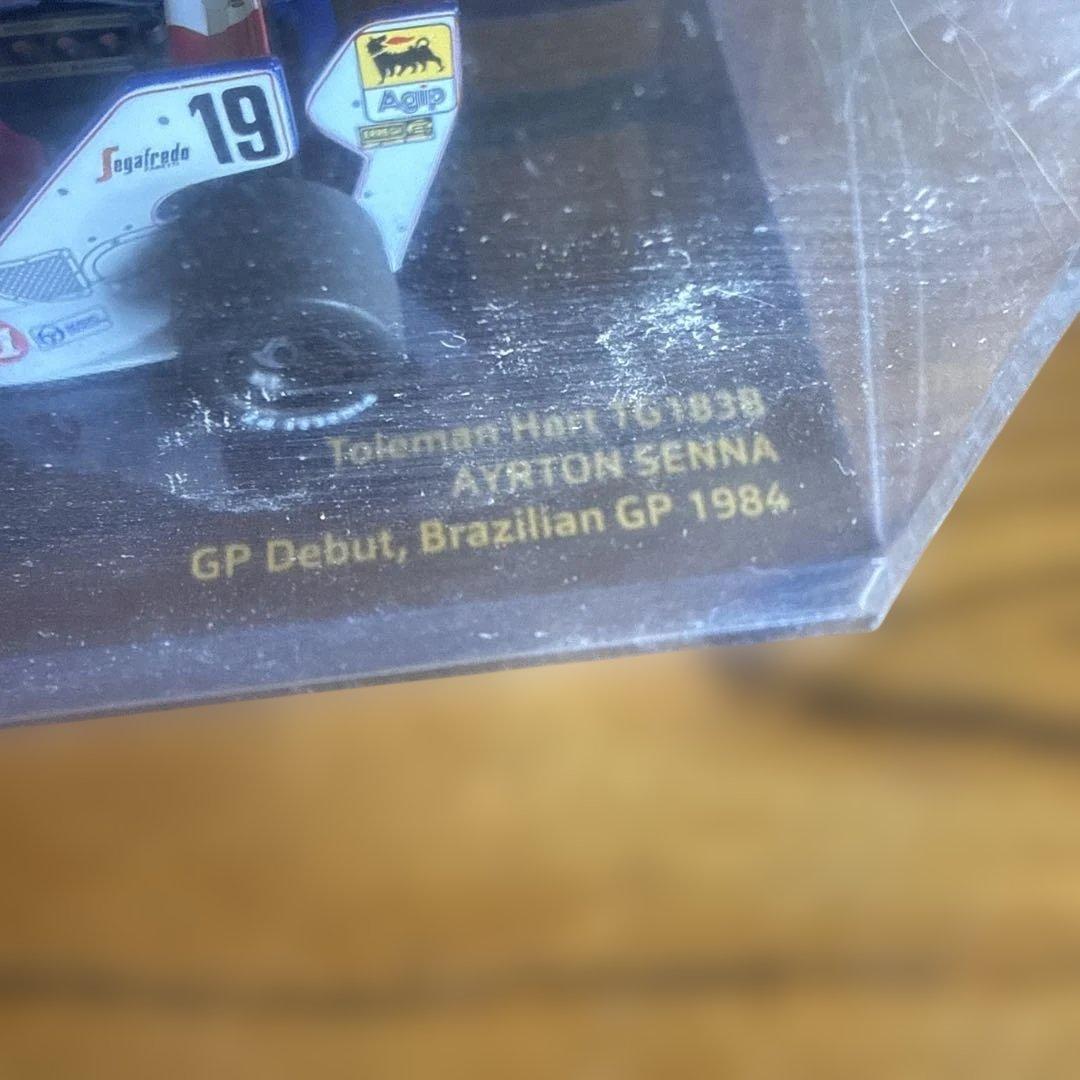 Agip
19
Segafredo
Toleman Hart TG183B
AYRTON SENNA
GP Debut, Brazilian GP 1984